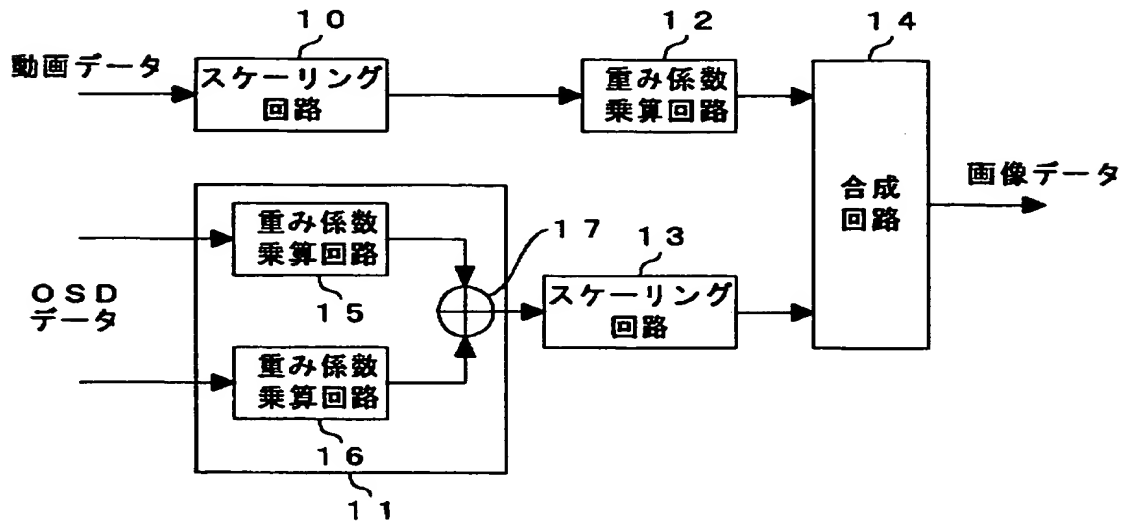 10
12
14
動画データ
スケーリング
回路
重み係数
乗算回路
合成
回路
画像データ
重み係数
乗算回路
15
17
13
OSD
データ
スケーリング
回路
重み係数
乗算回路
16
11